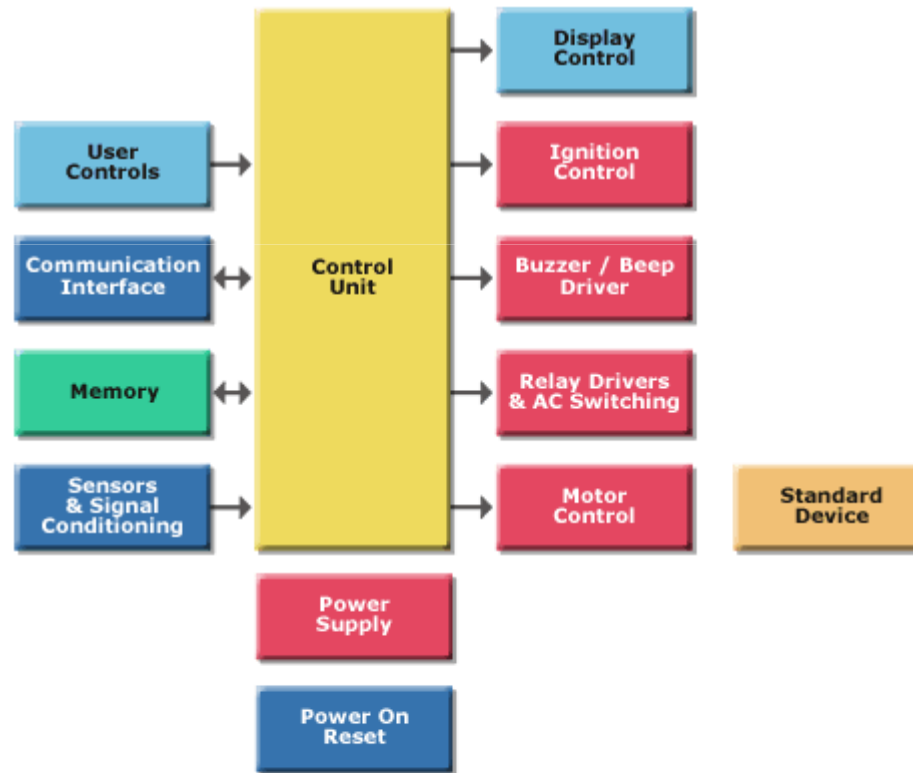 Display
Control
User
Controls
Ignition
Control
Communication
Interface
Control
Unit
Buzzer / Beep
Driver
Memory
Relay Drivers
& AC Switching
Sensors
& Signal
Conditioning
Motor
Control
Standard
Device
Power
Supply
Power On
Reset